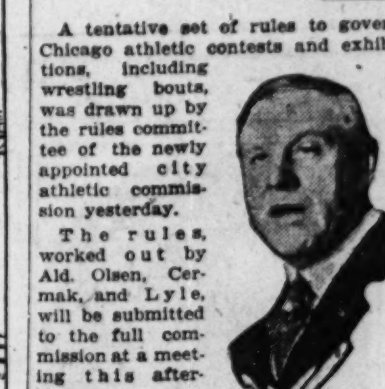 A tentative set of rules to gover
Chicago athletic contests and exhib
tions, including
wrestling bouts,
was drawn up by
the rules commit-
tee of the newly
appointed city
athletic commis-
sion yesterday.
The rules,
worked out by
Ald. Olsen, Cer-
mak, and Lyle,
will be submitted
to the full com-
mission at a meet-
ing this after-